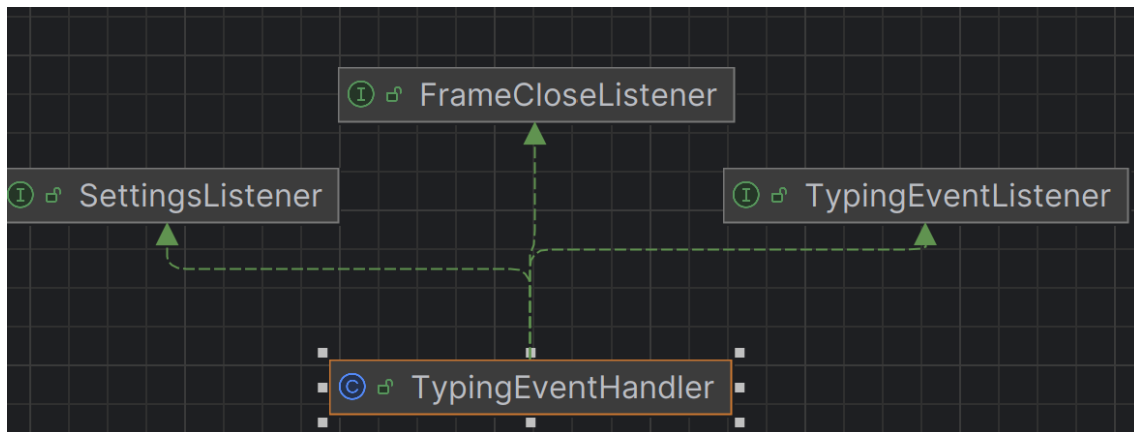 I FrameCloseListener
I SettingsListener
I TypingEventListener
C TypingEventHandler